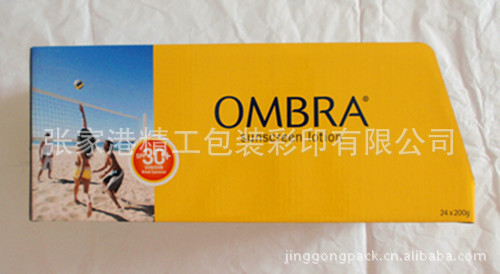 OMBRA®
sunscreen lotion
张家港精工包装彩印有限公司
30+
24 x 200g
jinggongpack.cn.alibaba.com